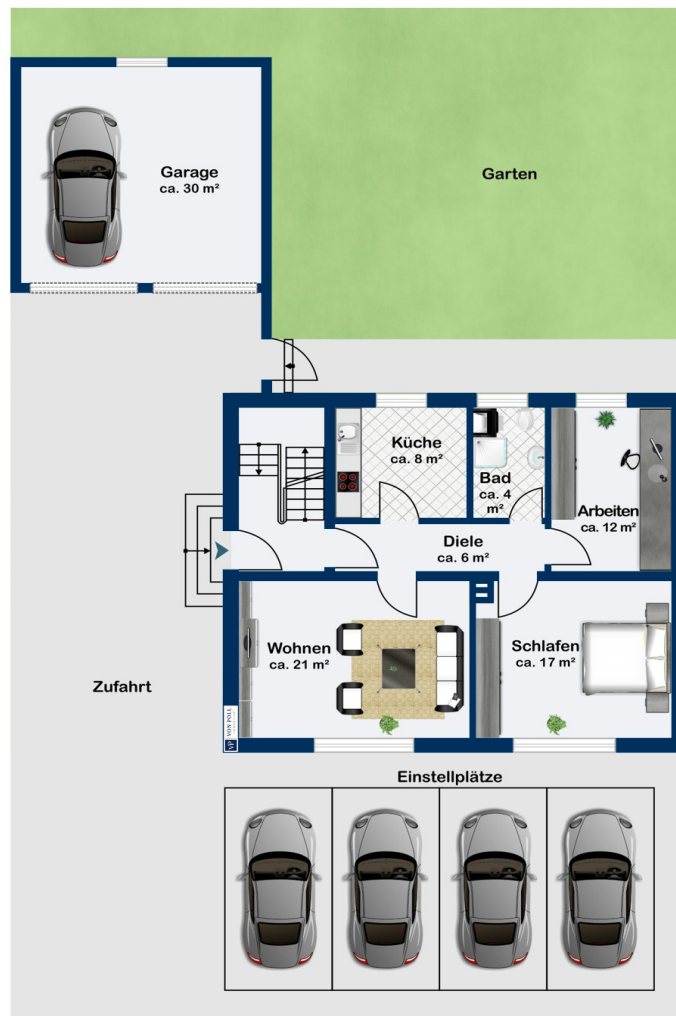 Garage
ca. 30 m²
Garten
Küche
ca. 8 m²
Bad
ca. 4
m²
Arbeiten
ca. 12 m²
Diele
ca. 6 m²
Wohnen
ca. 21 m²
Schlafen
ca. 17 m²
Zufahrt
VP VON POLL
Einstellplätze